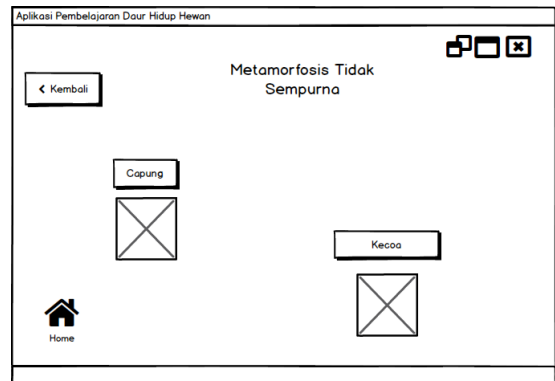 Aplikasi Pembelajaran Daur Hidup Hewan
Metamorfosis Tidak
Sempurna
Kembali
Capung
Kecoa
Home